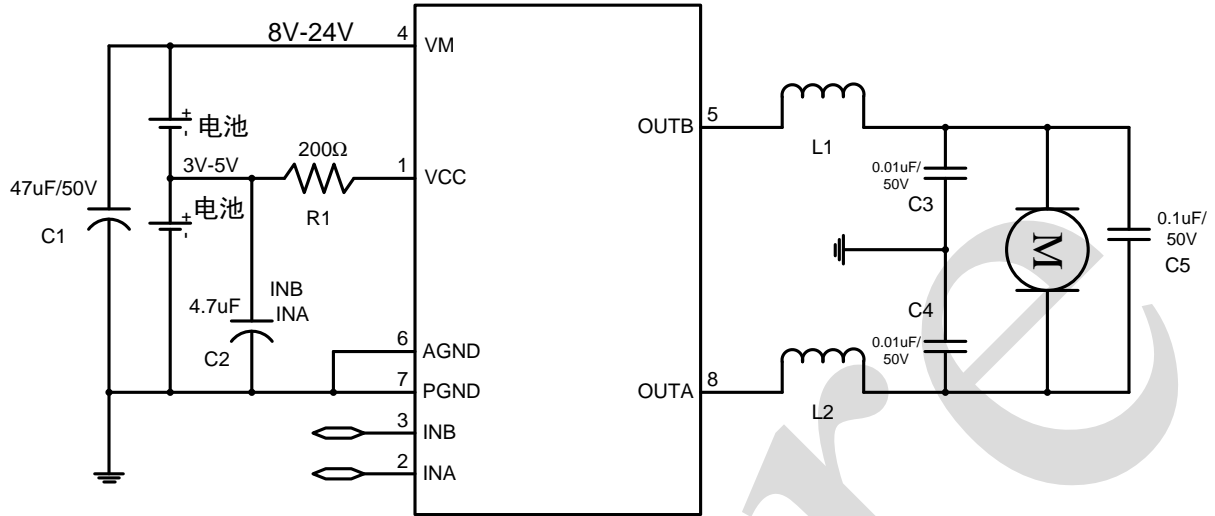 8V-24V
4
VM
+
-
电池
3V-5V
200Ω
R1
1
VCC
47uF/50V
C1
+
-
电池
4.7uF
C2
INB
INA
6
AGND
7
PGND
3
INB
2
INA
OUTB
5
L1
0.01uF/
50V
C3
M
0.1uF/
50V
C5
C4
0.01uF/
50V
OUTA
8
L2
re